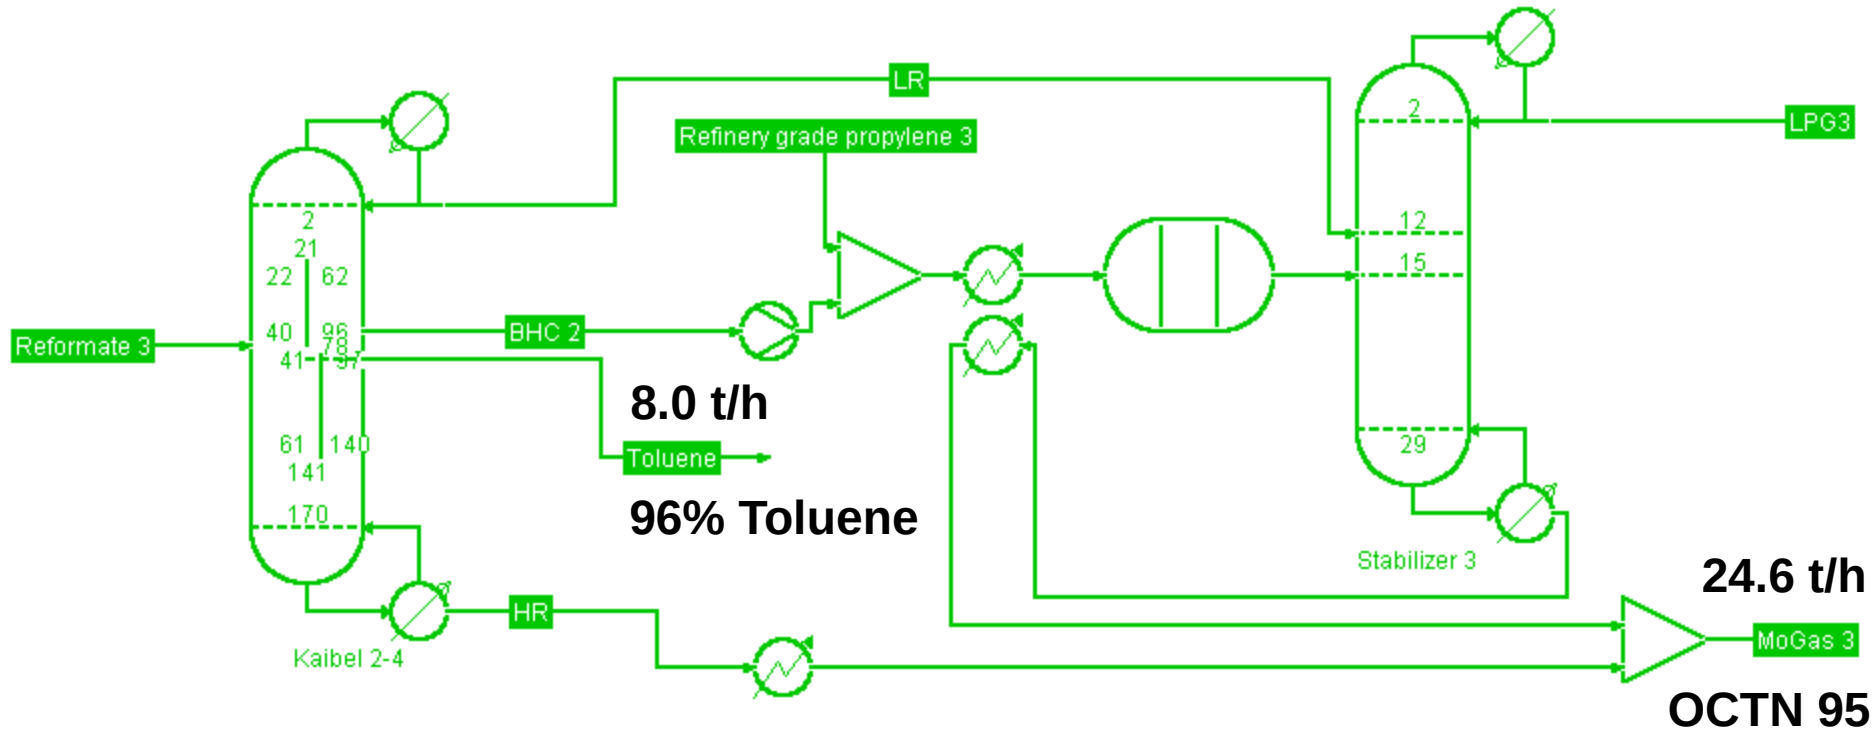 2
LR
LPG3
Refinery grade propylene 3
2
21
22 62
12
15
40 96
BHC 2
78
Reformate 3
41 97
8.0 t/h
61 140
29
Toluene
141
170
96% Toluene
Stabilizer 3
24.6 t/h
HR
MoGas 3
Kaibel 2-4
OCTN 95